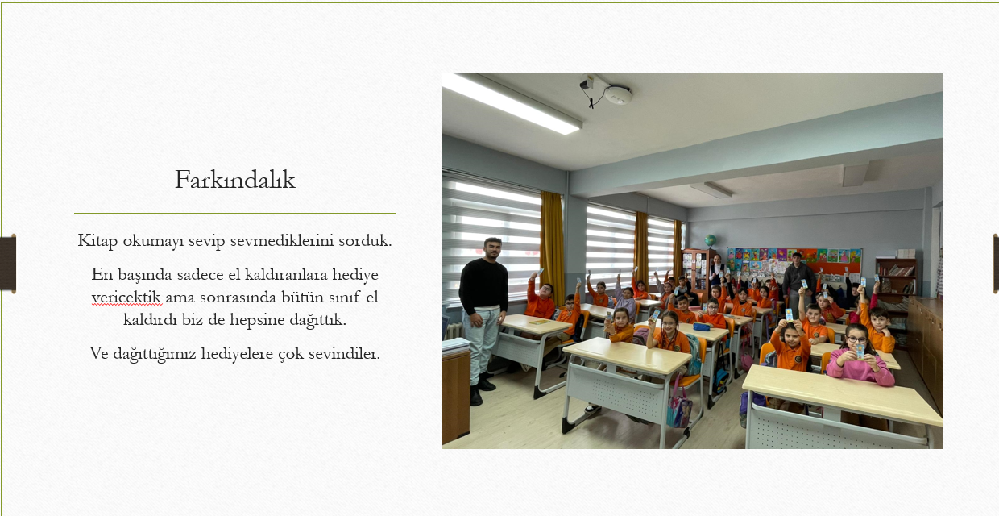 Farkındalık
Kitap okumayı sevip sevmediklerini sorduk.
En başında sadece el kaldıranlara hediye
vericektik ama sonrasında bütün sınıf el
kaldırdı biz de hepsine dağıttık.
Ve dağıttığımız hediyelere çok sevindiler.